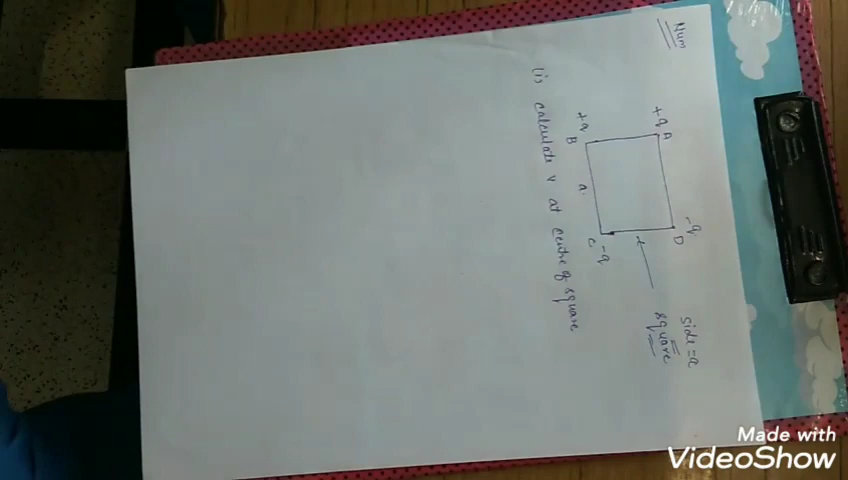 Num
+q A
-q
D
side = a
square
+q
B
a
C -q
(i) calculate v at centre of square
Made with
VideoShow